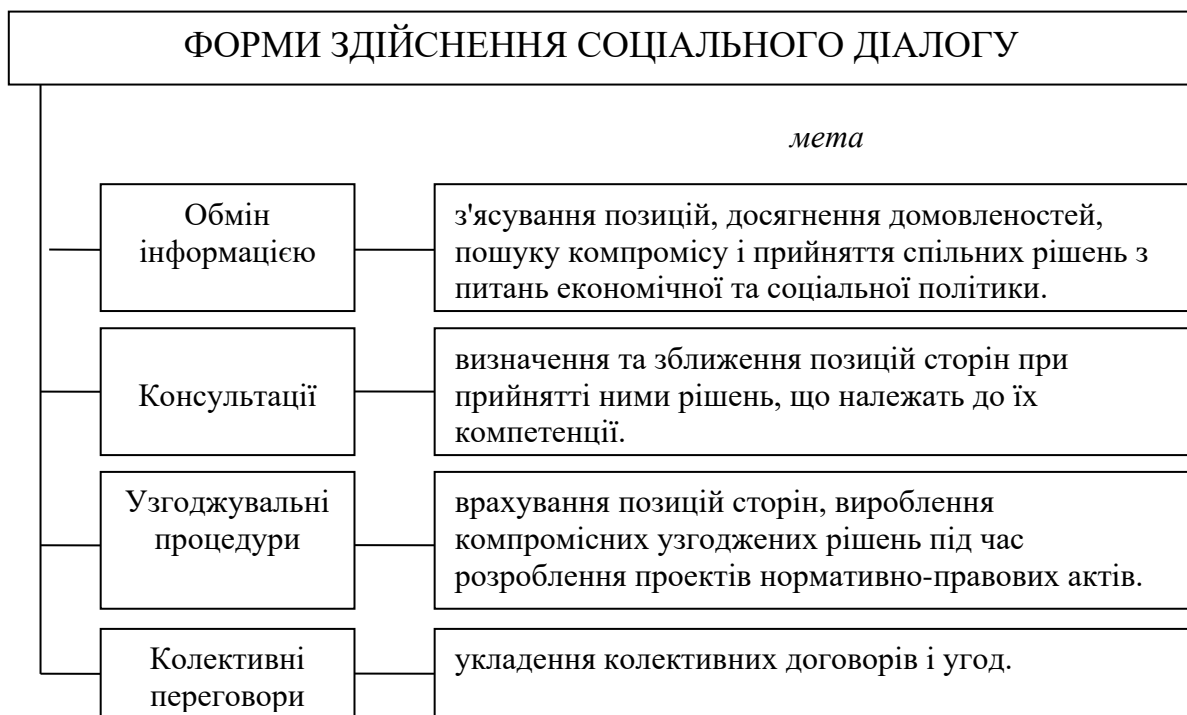 ФОРМИ ЗДІЙСНЕННЯ СОЦІАЛЬНОГО ДІАЛОГУ
мета
Обмін
інформацією
з'ясування позицій, досягнення домовленостей,
пошуку компромісу і прийняття спільних рішень з
питань економічної та соціальної політики.
Консультації
визначення та зближення позицій сторін при
прийнятті ними рішень, що належать до їх
компетенції.
Узгоджувальні
процедури
врахування позицій сторін, вироблення
компромісних узгоджених рішень під час
розроблення проектів нормативно-правових актів.
Колективні
переговори
укладення колективних договорів і угод.